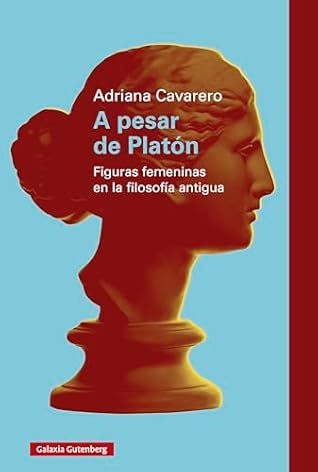 Adriana Cavarero
A pesar
de Platón
Figuras femeninas
en la filosofía antigua
Galaxia Gutenberg